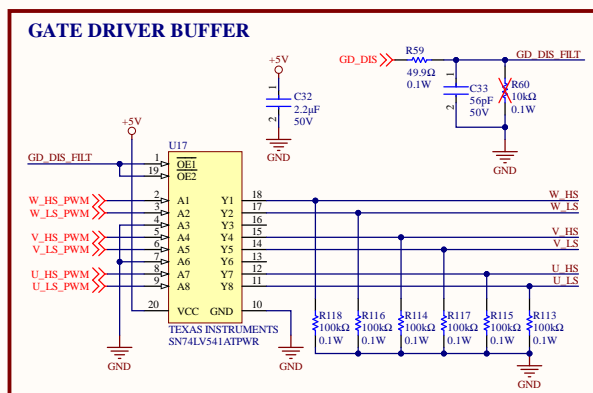 GATE DRIVER BUFFER
+5V
1
C32
2.2µF
50V
2
GND
GD_DIS
R59
49.9Ω
0.1W
GD_DIS_FILT
1
C33
56pF
50V
2
R60
10kΩ
0.1W
GND
+5V
U17
GD_DIS_FILT
1 OE1
19 OE2
W_HS_PWM 2 A1 Y1 18 W_HS
W_LS_PWM 3 A2 Y2 17 W_LS
4 A3 Y3 16
V_HS_PWM 5 A4 Y4 15 V_HS
V_LS_PWM 6 A5 Y5 14 V_LS
7 A6 Y6 13
U_HS_PWM 8 A7 Y7 12 U_HS
U_LS_PWM 9 A8 Y8 11 U_LS
20 VCC GND 10
TEXAS INSTRUMENTS
SN74LV541ATPWR
R118 R116 R114 R117 R115 R113
100kΩ 100kΩ 100kΩ 100kΩ 100kΩ 100kΩ
0.1W 0.1W 0.1W 0.1W 0.1W 0.1W
GND
GND
GND